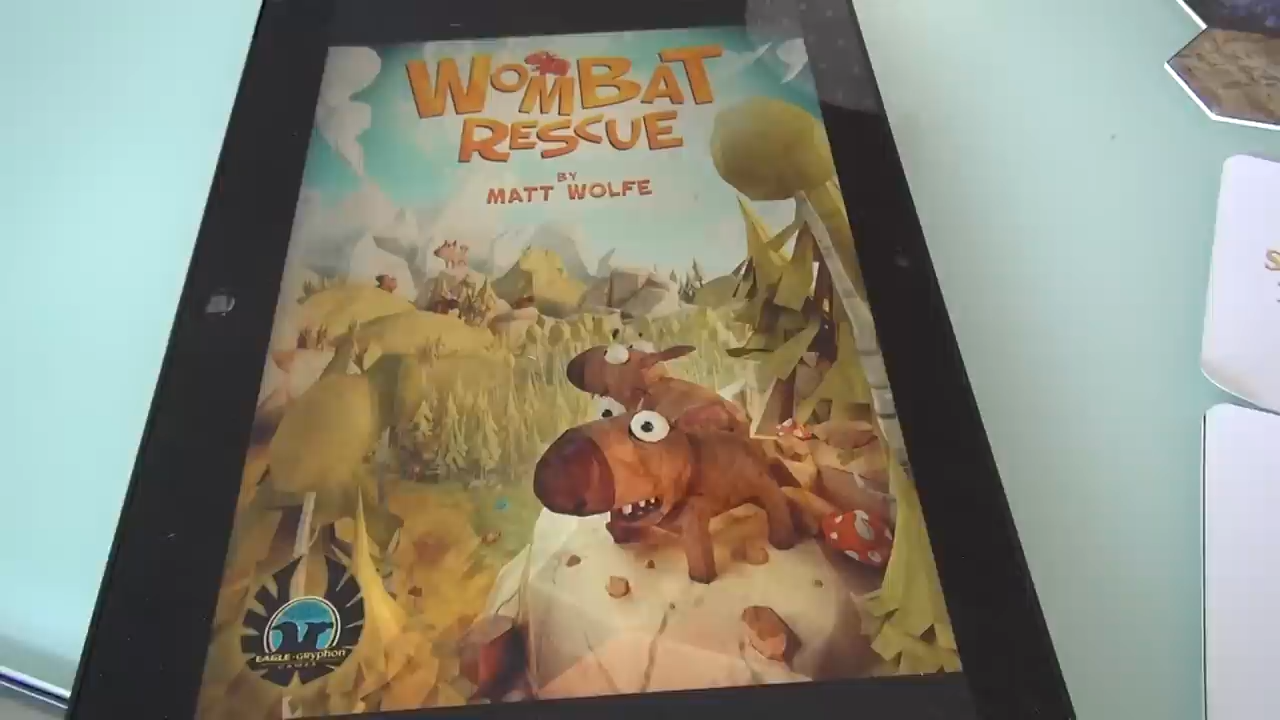 WOMBAT
RESCUE
BY
MATT WOLFE
EAGLE-GRYPHON
GAMES